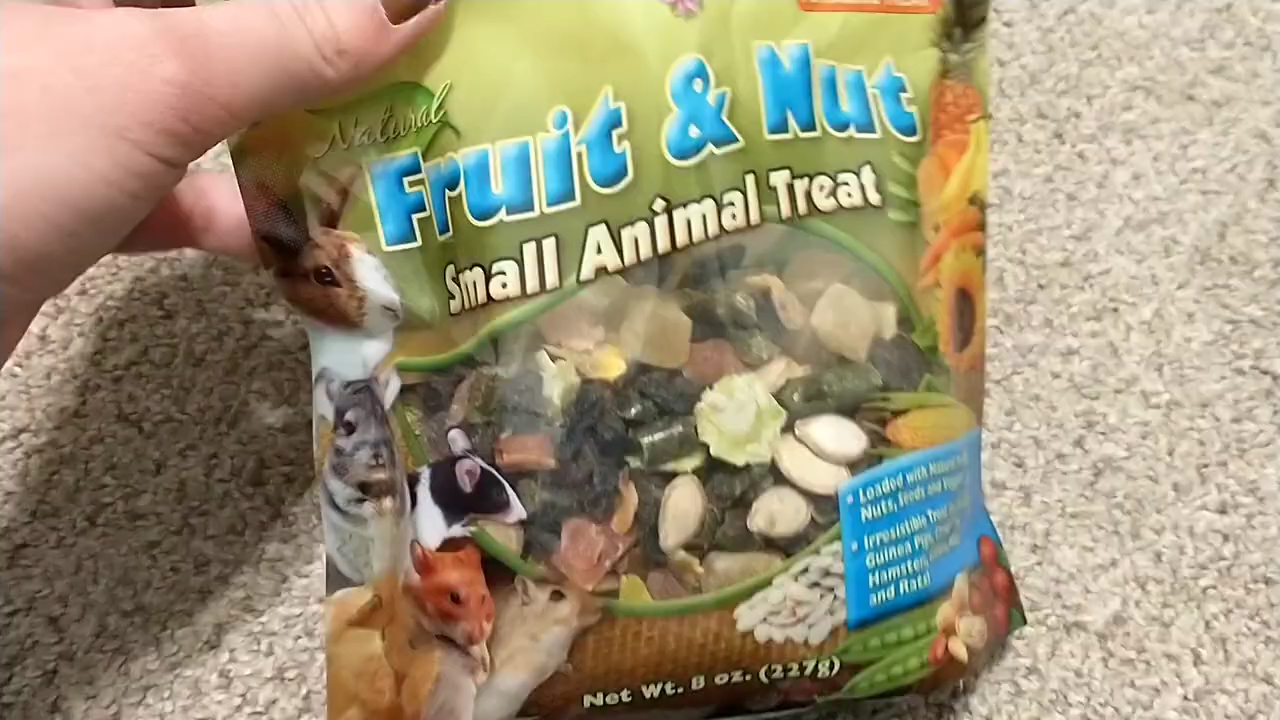 Natural
Fruit & Nut
Small Animal Treat
Loaded with
Nuts, Seeds and
Irresistible Treat
Guinea Pigs,
Hamsters,
and Rats!
Net Wt. 8 oz. (227g)